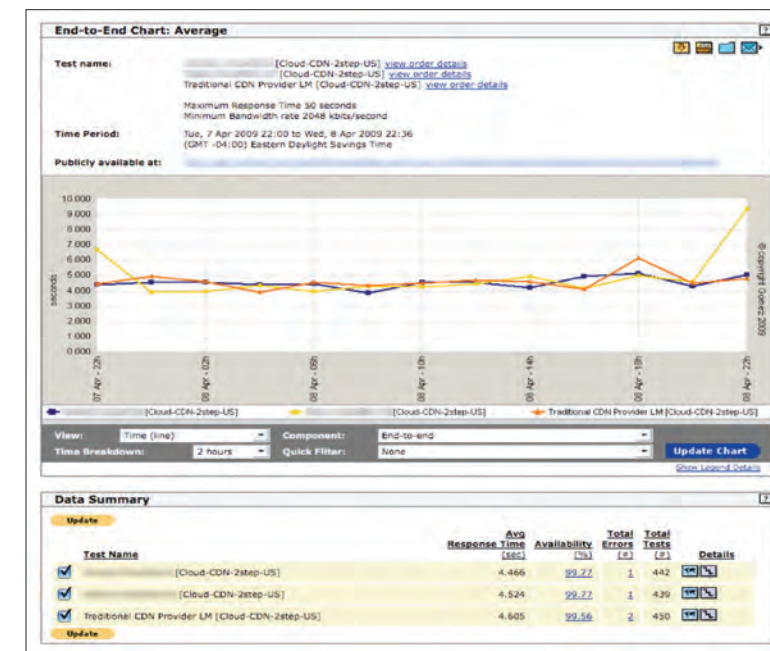 End-to-End Chart: Average
?
Test name:
[Cloud-CDN-2step-US] view order details
[Cloud-CDN-2step-US] view order details
Traditional CDN Provider LM [Cloud-CDN-2step-US] view order details
Maximum Response Time 50 seconds
Minimum Bandwidth rate 2048 kbits/second
Time Period:
Tue, 7 Apr 2009 22:00 to Wed, 8 Apr 2009 22:36
(GMT -04:00) Eastern Daylight Savings Time
Publicly available at:
10.000
9.000
8.000
7.000
6.000
5.000
4.000
3.000
2.000
1.000
0.000
seconds
© copyright Gomez 2009
07 Apr - 22h
08 Apr - 02h
08 Apr - 10h
08 Apr - 14h
08 Apr - 22h
[Cloud-CDN-2step-US]
[Cloud-CDN-2step-US]
Traditional CDN Provider LM [Cloud-CDN-2step-US]
View: Time (line) Component: End-to-end
Time Breakdown: 2 hours Quick Filter: None Update Chart
Show Legend Details
Data Summary
?
Update
Test Name Avg Response Time (sec) Availability (%) Total Errors (#) Total Tests (#) Details
[Cloud-CDN-2step-US] 4.466 99.77 1 442
[Cloud-CDN-2step-US] 4.524 99.77 1 439
Traditional CDN Provider LM [Cloud-CDN-2step-US] 4.605 99.56 2 450
Update